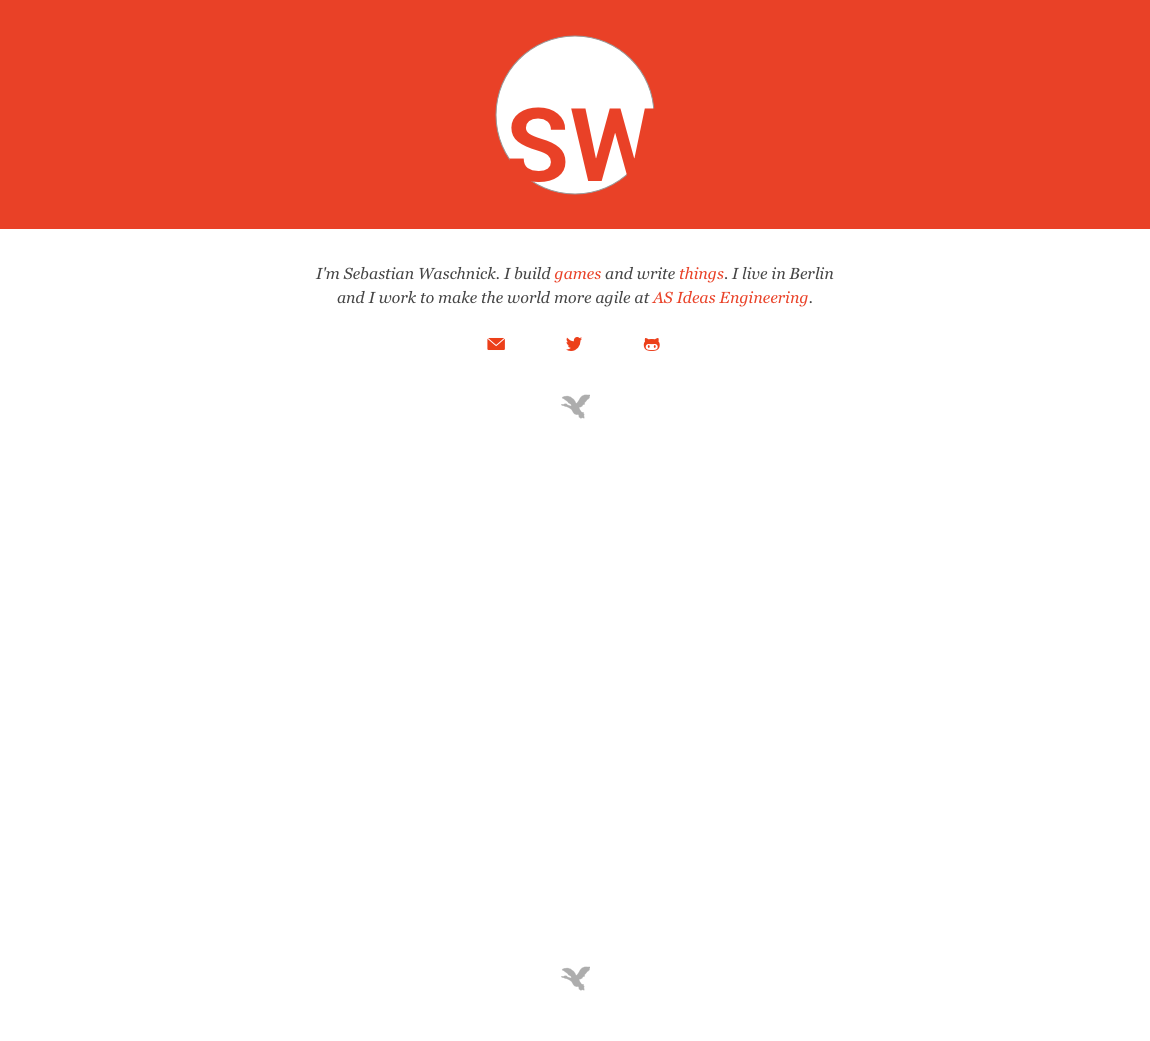 SW
I'm Sebastian Waschnick. I build games and write things. I live in Berlin
and I work to make the world more agile at AS Ideas Engineering.